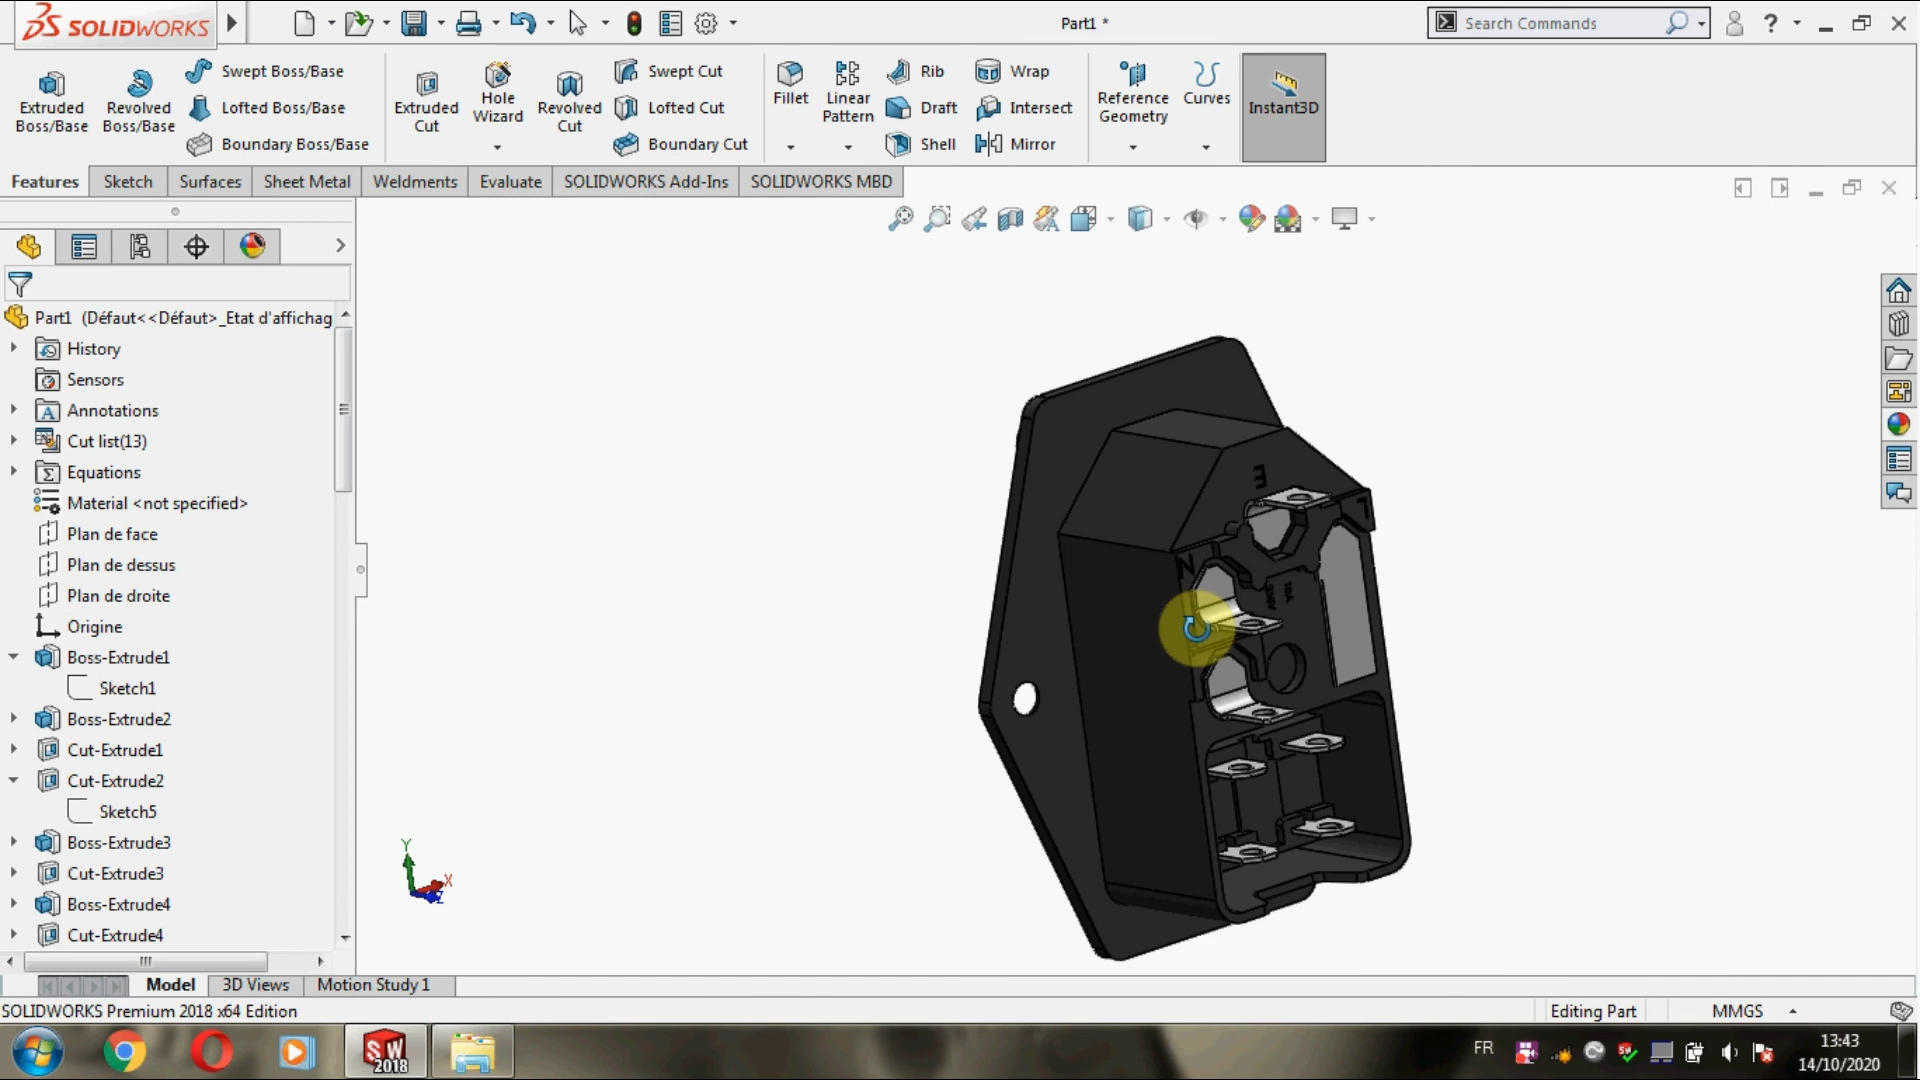 SOLIDWORKS
Part1 *
Search Commands
Extruded Boss/Base
Revolved Boss/Base
Swept Boss/Base
Lofted Boss/Base
Boundary Boss/Base
Extruded Cut
Hole Wizard
Revolved Cut
Swept Cut
Lofted Cut
Boundary Cut
Fillet
Linear Pattern
Rib
Draft
Shell
Wrap
Intersect
Mirror
Reference Geometry
Curves
Instant3D
Features
Sketch
Surfaces
Sheet Metal
Weldments
Evaluate
SOLIDWORKS Add-Ins
SOLIDWORKS MBD
Part1 (Défaut<<Défaut>_Etat d'affichag
History
Sensors
Annotations
Cut list(13)
Equations
Material <not specified>
Plan de face
Plan de dessus
Plan de droite
Origine
Boss-Extrude1
Sketch1
Boss-Extrude2
Cut-Extrude1
Cut-Extrude2
Sketch5
Boss-Extrude3
Cut-Extrude3
Boss-Extrude4
Cut-Extrude4
E
L
N
Y
X
Z
Model
3D Views
Motion Study 1
SOLIDWORKS Premium 2018 x64 Edition
Editing Part
MMGS
SW 2018
FR
13:43
14/10/2020